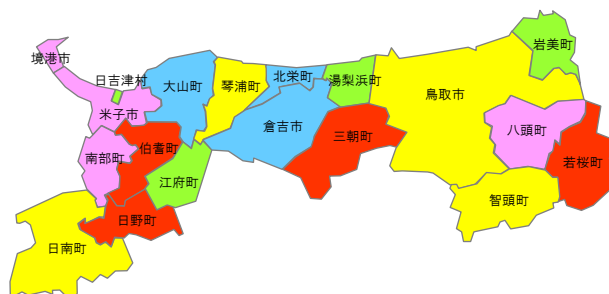 岩美町
境港市
日吉津村
大山町
琴浦町
北栄町
湯梨浜町
鳥取市
米子市
倉吉市
三朝町
八頭町
伯耆町
南部町
江府町
若桜町
智頭町
日野町
日南町